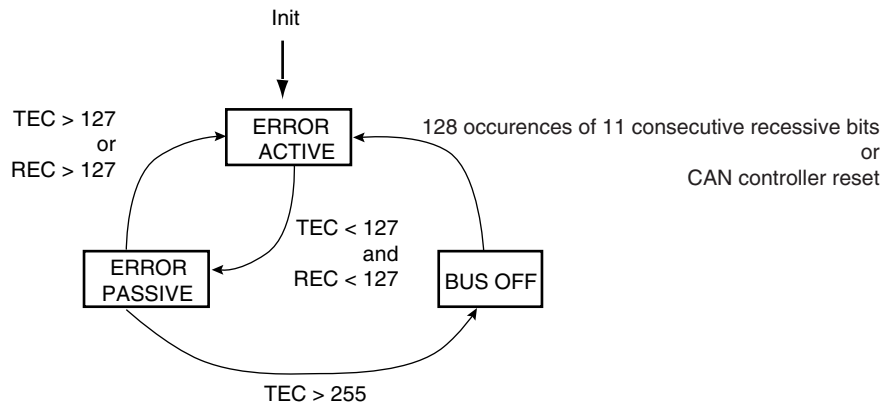 Init
TEC > 127
or
REC > 127
ERROR
ACTIVE
128 occurences of 11 consecutive recessive bits
or
CAN controller reset
TEC < 127
and
REC < 127
ERROR
PASSIVE
BUS OFF
TEC > 255